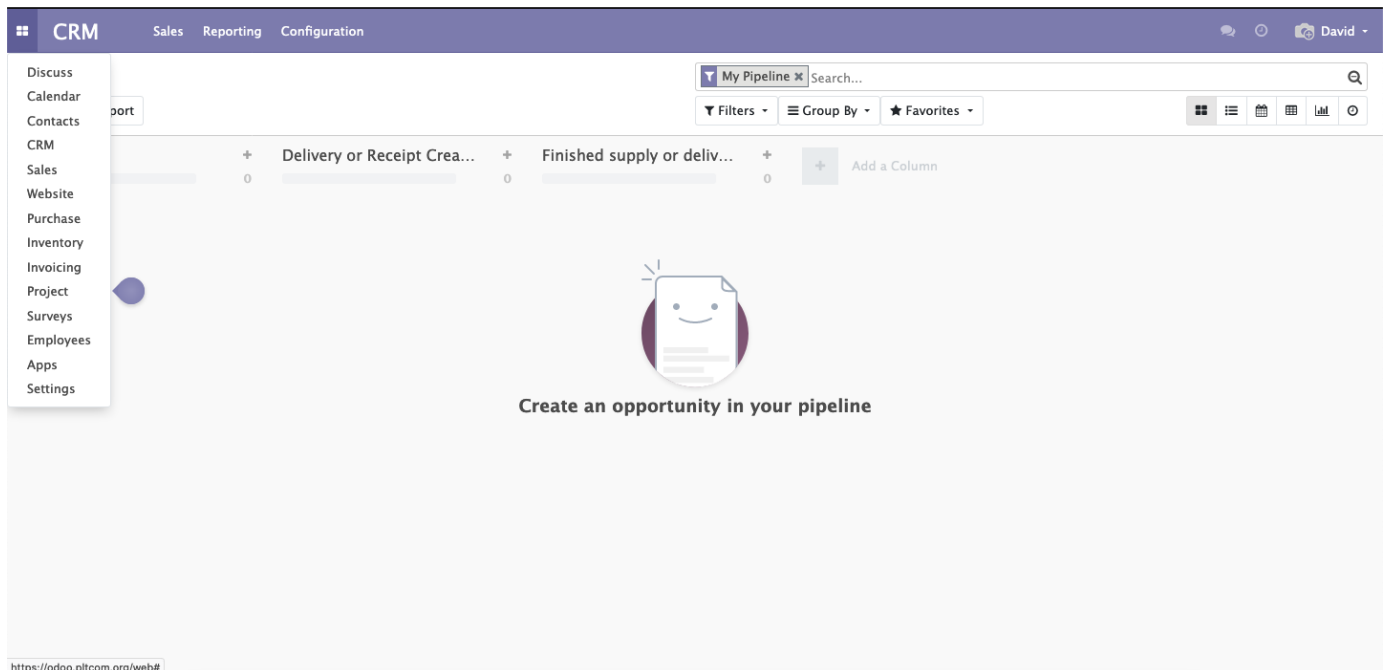 CRM Sales Reporting Configuration David
Discuss
Calendar
Contacts
CRM
Sales
Website
Purchase
Inventory
Invoicing
Project
Surveys
Employees
Apps
Settings
My Pipeline Search...
port
Filters Group By Favorites
Delivery or Receipt Crea... Finished supply or deliv... Add a Column
0 0 0
Create an opportunity in your pipeline
https://odoo.pltcom.org/web#